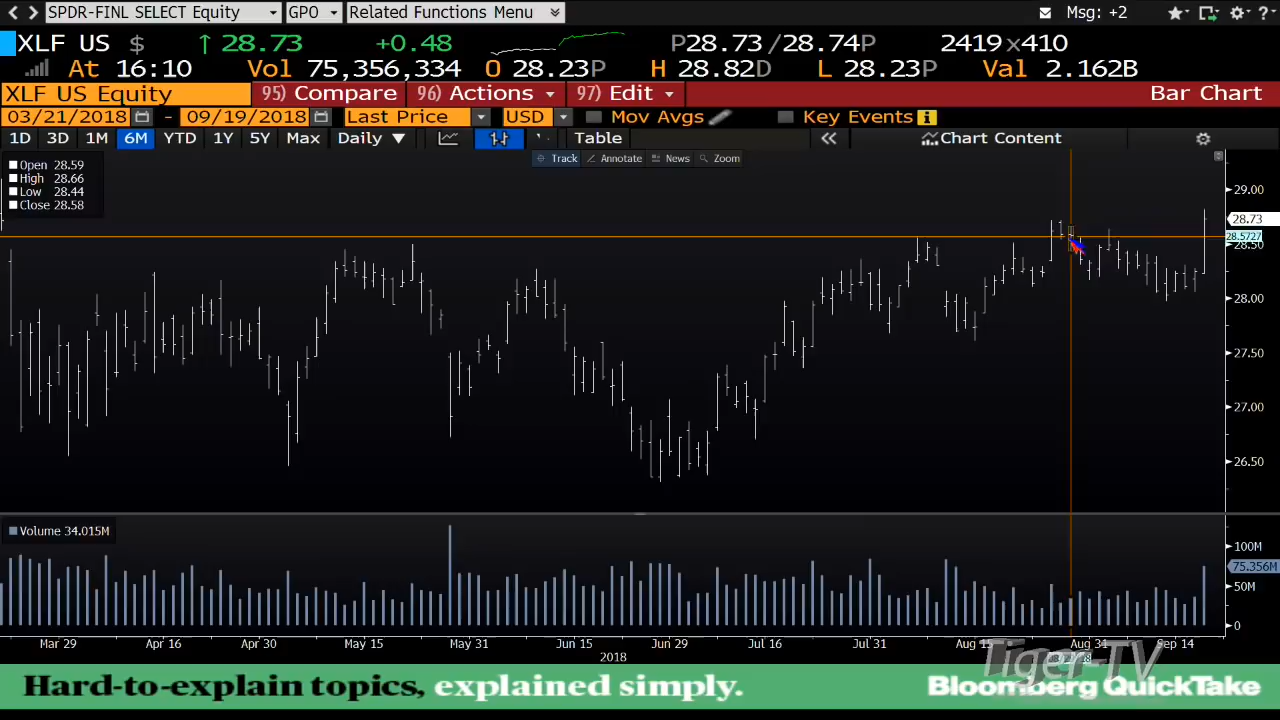 SPDR-FINL SELECT Equity GPO Related Functions Menu Msg: +2 ?
XLF US $ ↑ 28.73 +0.48 P28.73/28.74P 2419x410
At 16:10 Vol 75,356,334 O 28.23P H 28.82D L 28.23P Val 2.162B
XLF US Equity 95) Compare 96) Actions 97) Edit Bar Chart
03/21/2018 - 09/19/2018 Last Price USD Mov Avgs Key Events i
1D 3D 1M 6M YTD 1Y 5Y Max Daily ▼ Table « Chart Content
Track Annotate News Zoom
Open 28.59
High 28.66
Low 28.44
Close 28.58
29.00
28.73
28.5727
28.50
28.00
27.50
27.00
26.50
Volume 34.015M
100M
75.356M
50M
0
Mar 29 Apr 16 Apr 30 May 15 May 31 Jun 15 Jun 29 Jul 16 Jul 31 Aug 15 Aug 31 Sep 14
2018
Tiger-TV
Hard-to-explain topics, explained simply. Bloomberg QuickTake